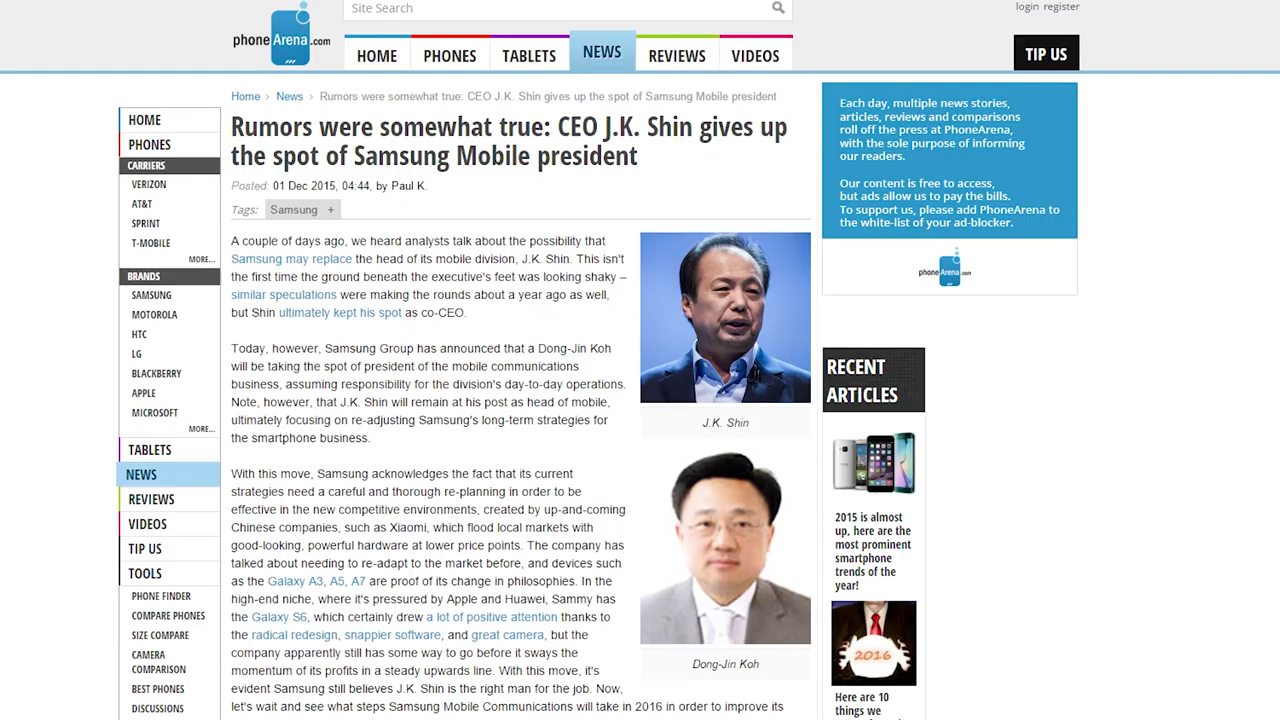 Site Search
login register
phoneArena.com
HOME
PHONES
TABLETS
NEWS
REVIEWS
VIDEOS
TIP US
Home > News > Rumors were somewhat true: CEO J.K. Shin gives up the spot of Samsung Mobile president
Rumors were somewhat true: CEO J.K. Shin gives up
the spot of Samsung Mobile president
Posted: 01 Dec 2015, 04:44, by Paul K.
Tags: Samsung +
HOME
PHONES
CARRIERS
VERIZON
AT&T
SPRINT
T-MOBILE
MORE...
BRANDS
SAMSUNG
MOTOROLA
HTC
LG
BLACKBERRY
APPLE
MICROSOFT
MORE...
TABLETS
NEWS
REVIEWS
VIDEOS
TIP US
TOOLS
PHONE FINDER
COMPARE PHONES
SIZE COMPARE
CAMERA
COMPARISON
BEST PHONES
DISCUSSIONS
A couple of days ago, we heard analysts talk about the possibility that
Samsung may replace the head of its mobile division, J.K. Shin. This isn't
the first time the ground beneath the executive's feet was looking shaky –
similar speculations were making the rounds about a year ago as well,
but Shin ultimately kept his spot as co-CEO.
Today, however, Samsung Group has announced that a Dong-Jin Koh
will be taking the spot of president of the mobile communications
business, assuming responsibility for the division's day-to-day operations.
Note, however, that J.K. Shin will remain at his post as head of mobile,
ultimately focusing on re-adjusting Samsung's long-term strategies for
the smartphone business.
With this move, Samsung acknowledges the fact that its current
strategies need a careful and thorough re-planning in order to be
effective in the new competitive environments, created by up-and-coming
Chinese companies, such as Xiaomi, which flood local markets with
good-looking, powerful hardware at lower price points. The company has
talked about needing to re-adapt to the market before, and devices such
as the Galaxy A3, A5, A7 are proof of its change in philosophies. In the
high-end niche, where it's pressured by Apple and Huawei, Sammy has
the Galaxy S6, which certainly drew a lot of positive attention thanks to
the radical redesign, snappier software, and great camera, but the
company apparently still has some way to go before it sways the
momentum of its profits in a steady upwards line. With this move, it's
evident Samsung still believes J.K. Shin is the right man for the job. Now,
let's wait and see what steps Samsung Mobile Communications will take in 2016 in order to improve its
J.K. Shin
Dong-Jin Koh
Each day, multiple news stories,
articles, reviews and comparisons
roll off the press at PhoneArena,
with the sole purpose of informing
our readers.
Our content is free to access,
but ads allow us to pay the bills.
To support us, please add PhoneArena to
the white-list of your ad-blocker.
phoneArena.com
RECENT
ARTICLES
2015 is almost
up, here are the
most prominent
smartphone
trends of the
year!
2016
Here are 10
things we